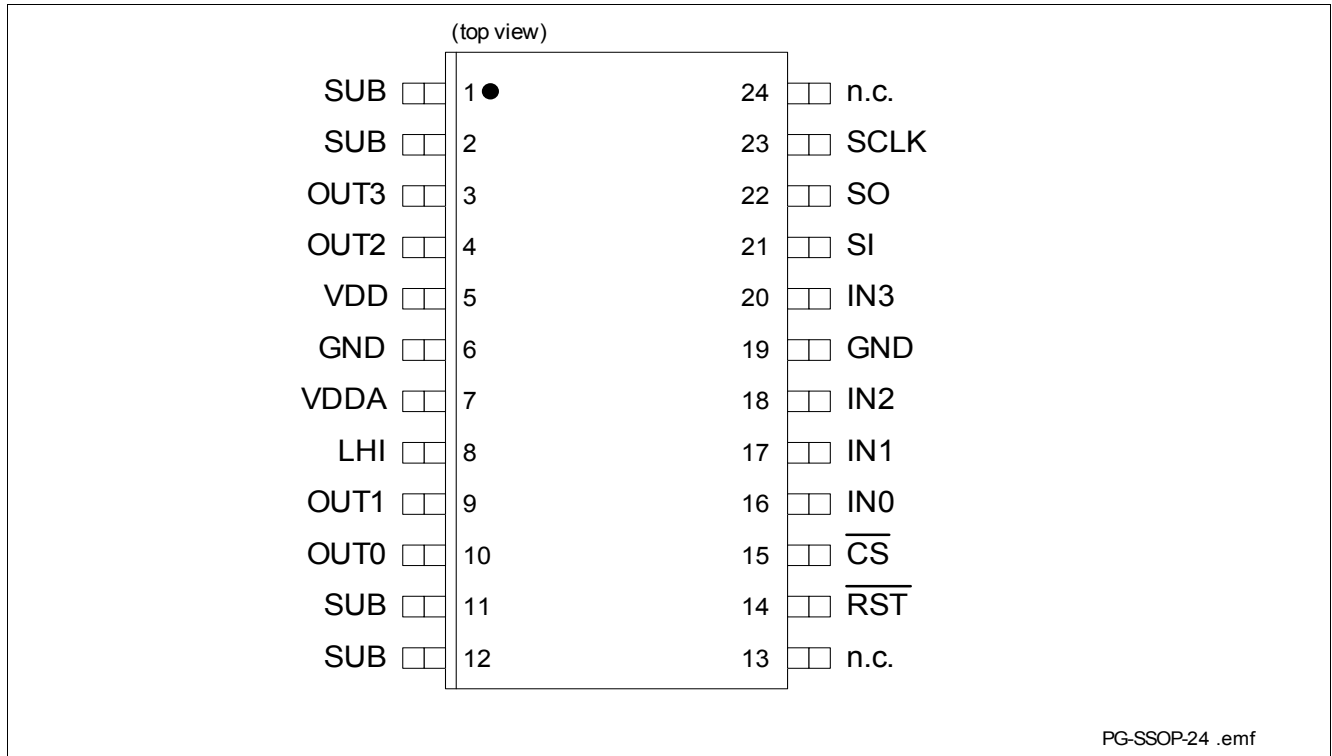 (top view)
SUB 1 24 n.c.
SUB 2 23 SCLK
OUT3 3 22 SO
OUT2 4 21 SI
VDD 5 20 IN3
GND 6 19 GND
VDDA 7 18 IN2
LHI 8 17 IN1
OUT1 9 16 IN0
OUT0 10 15 C̅S̅
SUB 11 14 R̅S̅T̅
SUB 12 13 n.c.
PG-SSOP-24 .emf